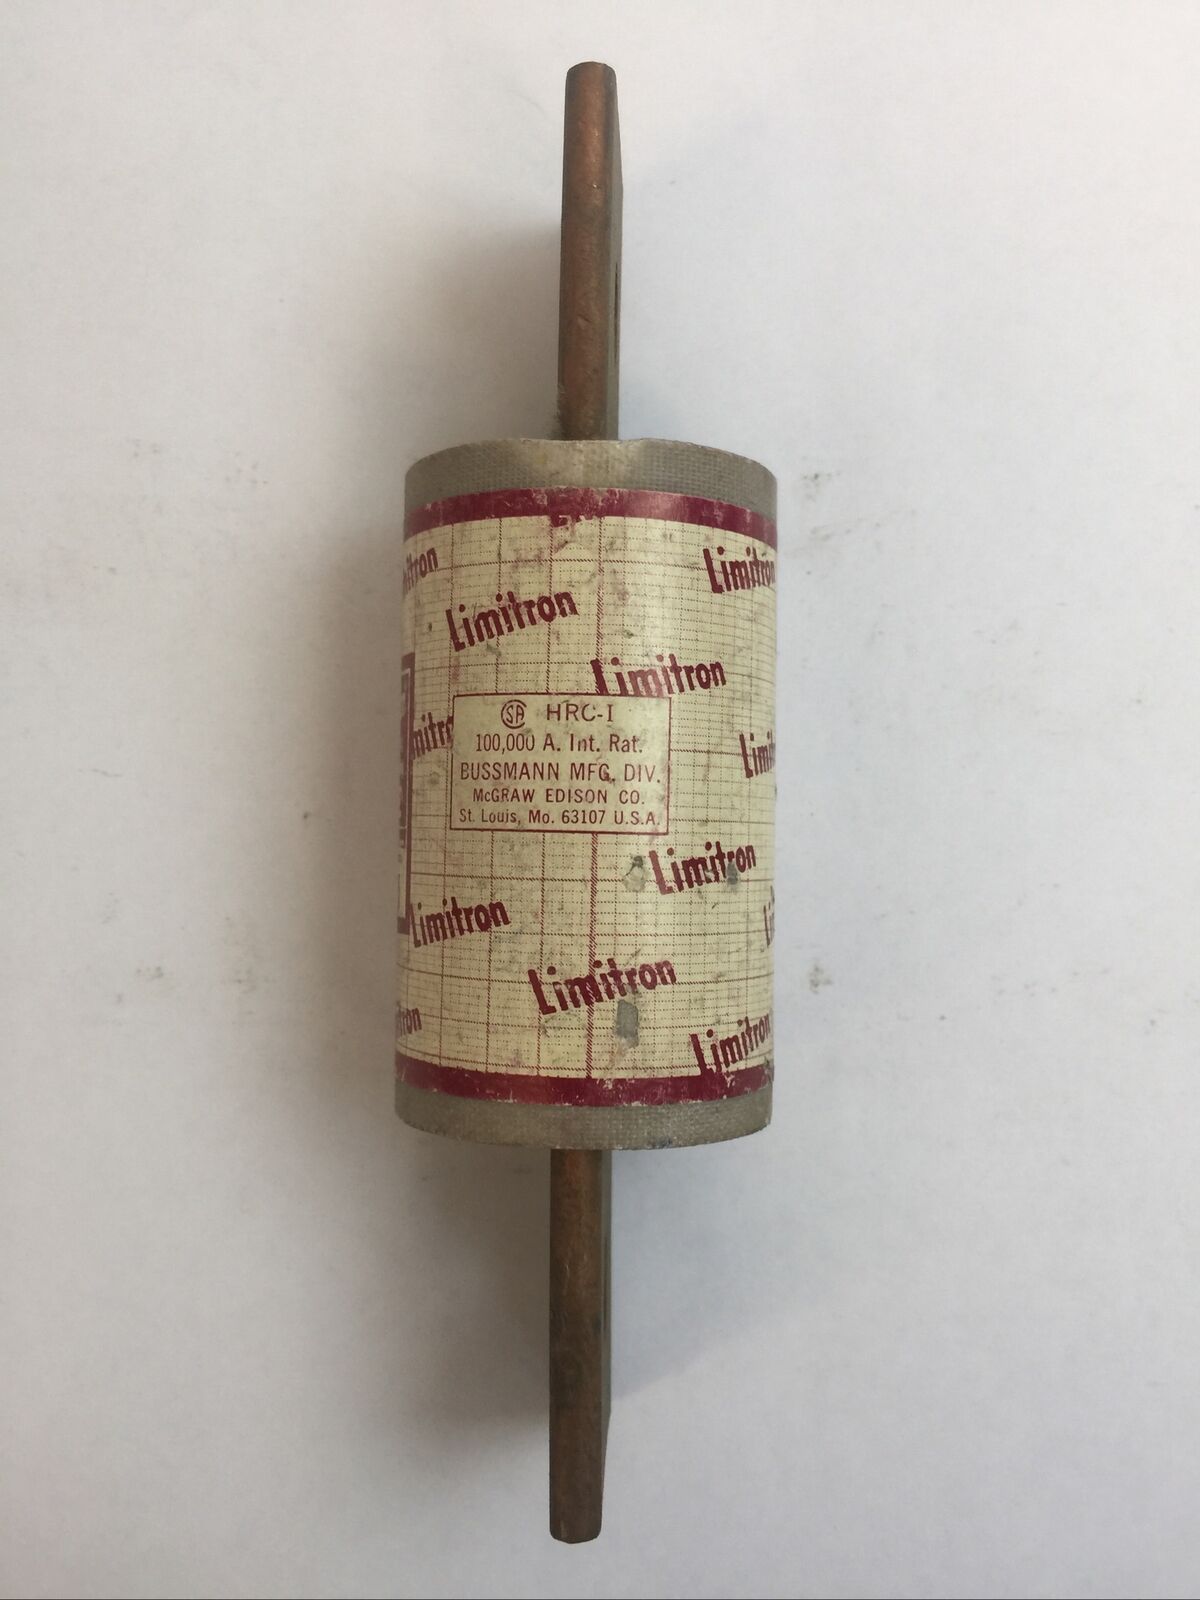 Limitron
Limitron
Limitron
SA HRC-I
100,000 A. Int. Rat.
BUSSMANN MFG. DIV.
McGRAW EDISON CO.
St. Louis, Mo. 63107 U.S.A.
Limitron
Limitron
Limitron
Limitron